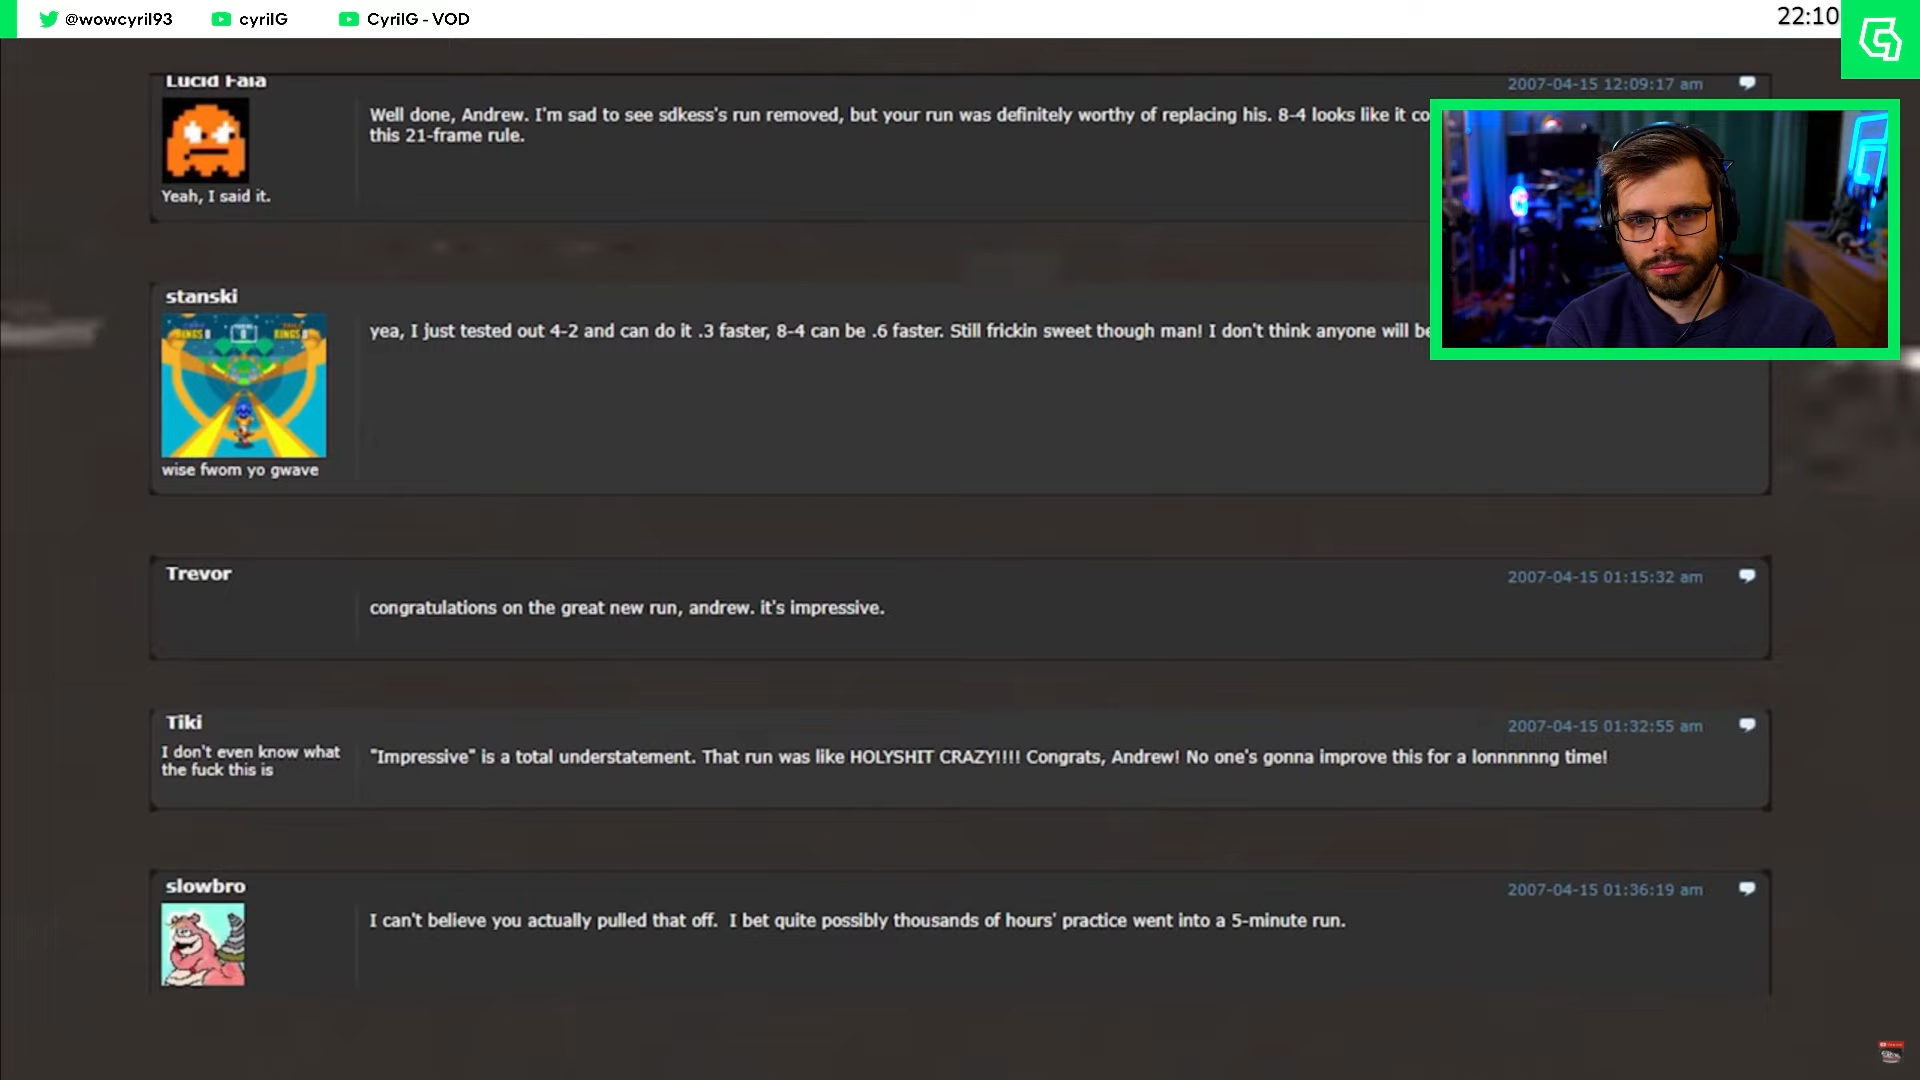 @wowcyril93 cyrilG CyrilG - VOD 22:10
Lucid Faia 2007-04-15 12:09:17 am
Well done, Andrew. I'm sad to see sdkess's run removed, but your run was definitely worthy of replacing his. 8-4 looks like it co
this 21-frame rule.
Yeah, I said it.
stanski
yea, I just tested out 4-2 and can do it .3 faster, 8-4 can be .6 faster. Still frickin sweet though man! I don't think anyone will be
wise fwom yo gwave
Trevor 2007-04-15 01:15:32 am
congratulations on the great new run, andrew. it's impressive.
Tiki 2007-04-15 01:32:55 am
I don't even know what
the fuck this is
"Impressive" is a total understatement. That run was like HOLYSHIT CRAZY!!!! Congrats, Andrew! No one's gonna improve this for a lonnnnnng time!
slowbro 2007-04-15 01:36:19 am
I can't believe you actually pulled that off. I bet quite possibly thousands of hours' practice went into a 5-minute run.